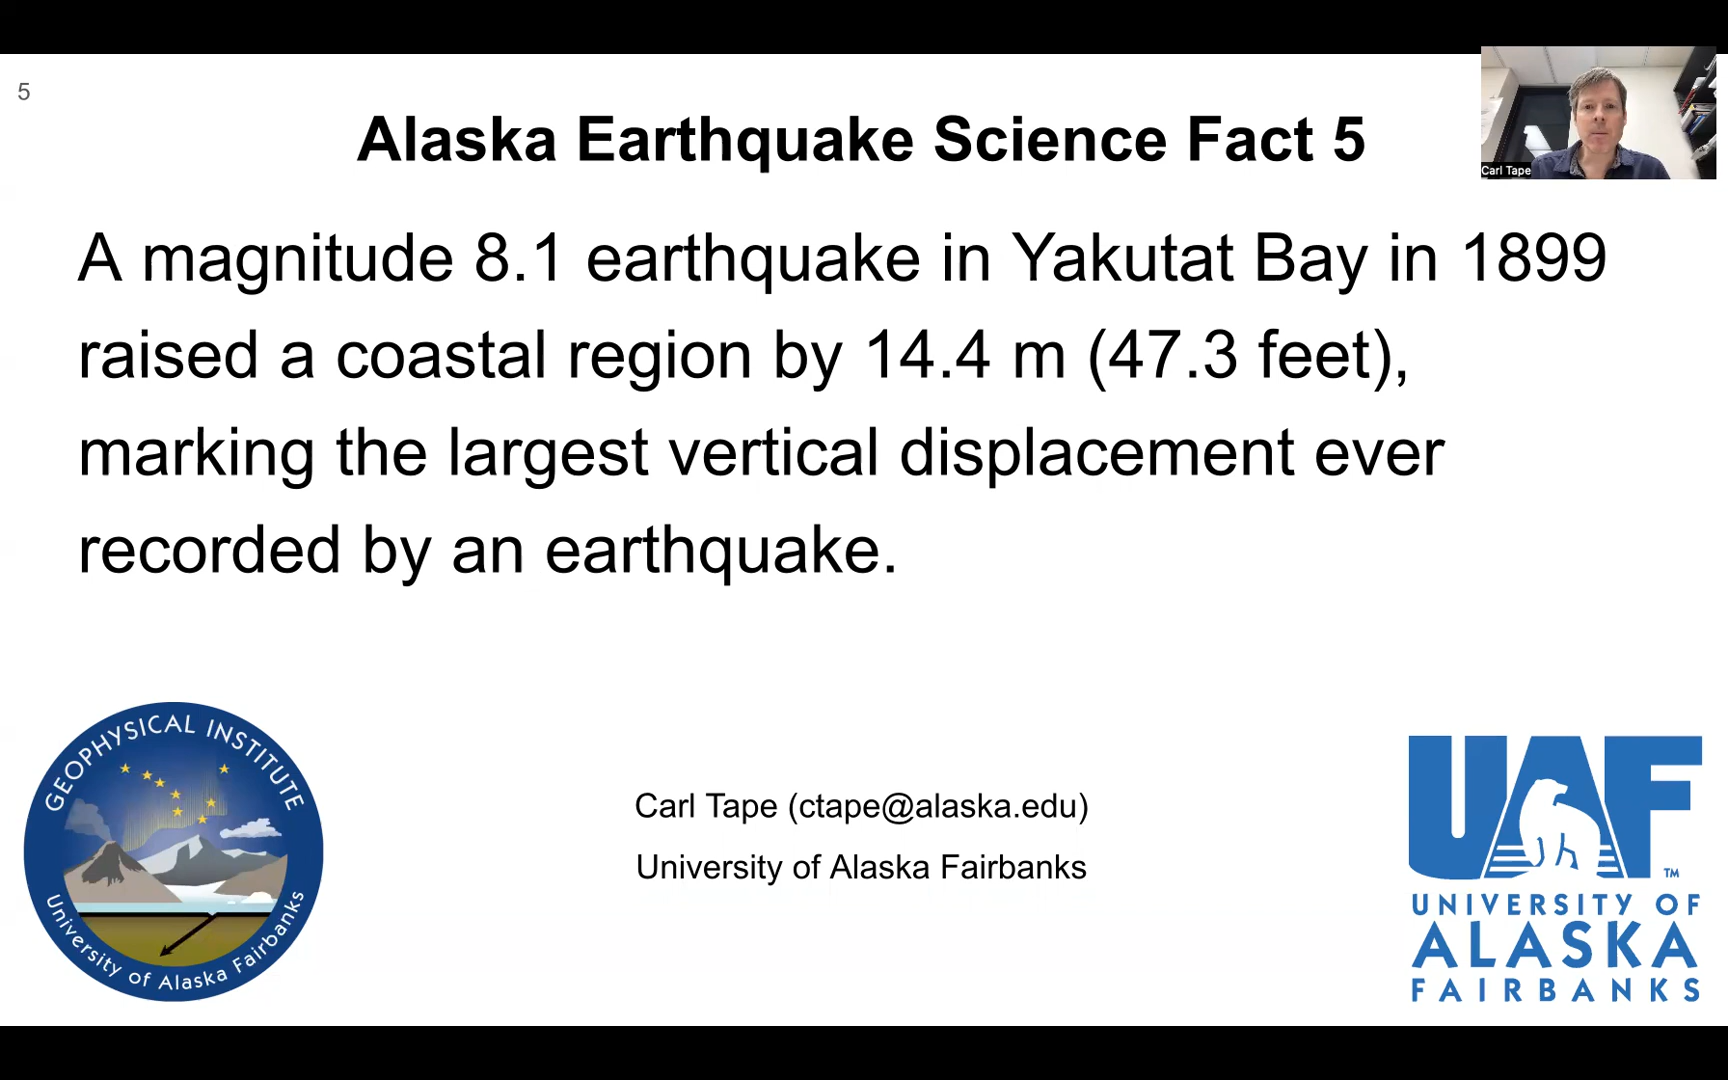 5
Alaska Earthquake Science Fact 5
Carl Tape
A magnitude 8.1 earthquake in Yakutat Bay in 1899
raised a coastal region by 14.4 m (47.3 feet),
marking the largest vertical displacement ever
recorded by an earthquake.
GEOPHYSICAL INSTITUTE
University of Alaska Fairbanks
Carl Tape (ctape@alaska.edu)
University of Alaska Fairbanks
UAF
TM
UNIVERSITY OF
ALASKA
FAIRBANKS